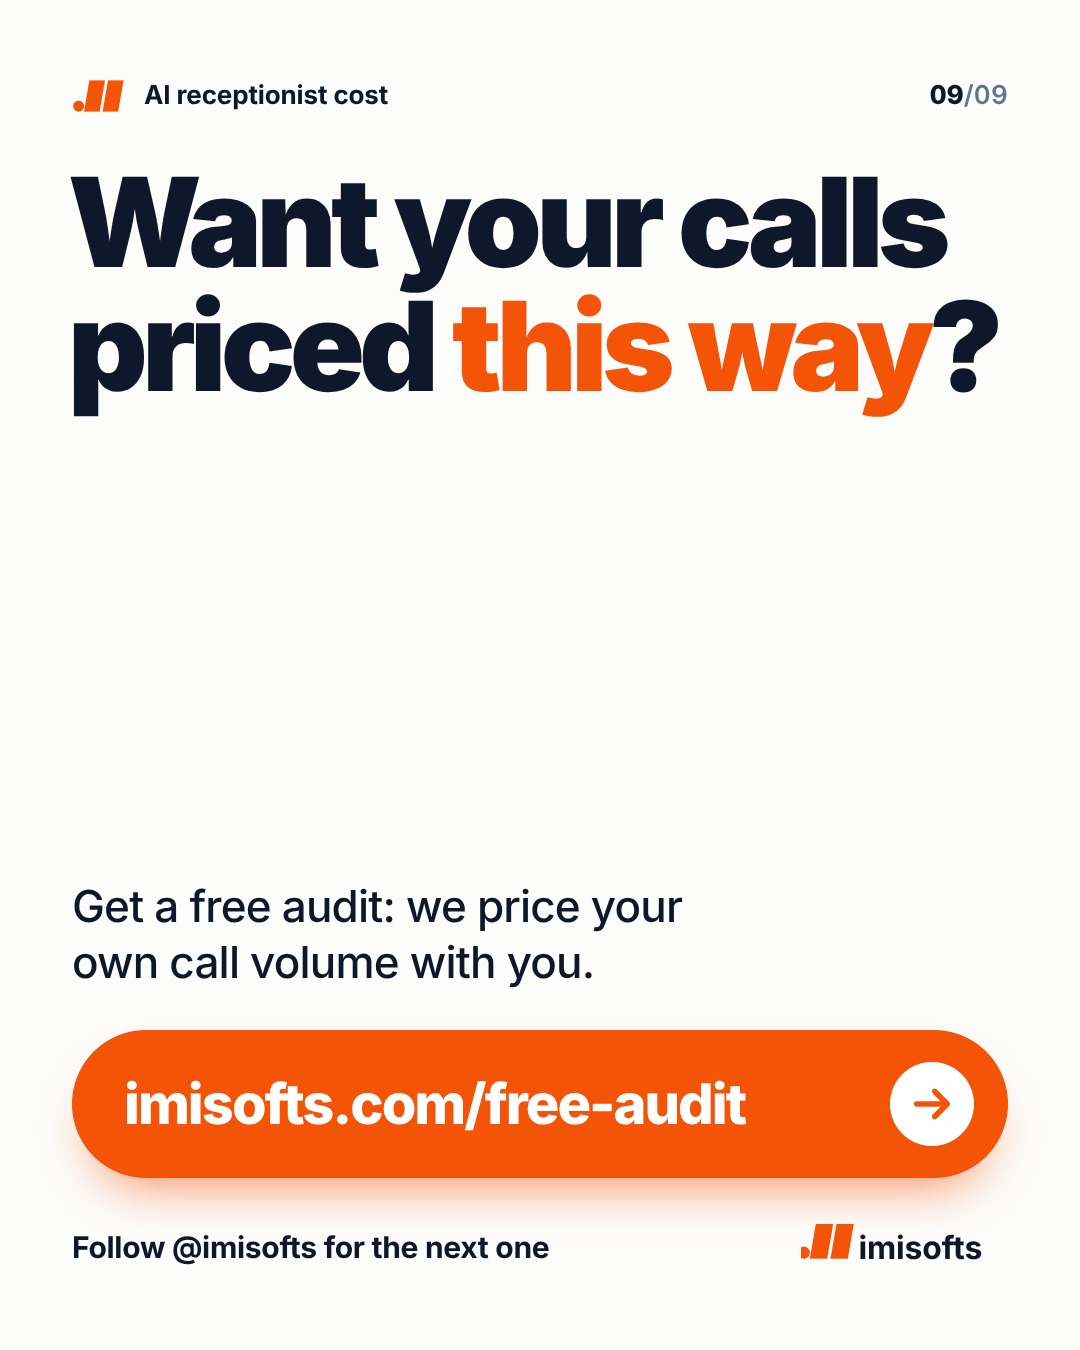 AI receptionist cost
09/09
Want your calls
priced this way?
Get a free audit: we price your
own call volume with you.
imisofts.com/free-audit
Follow @imisofts for the next one
imisofts